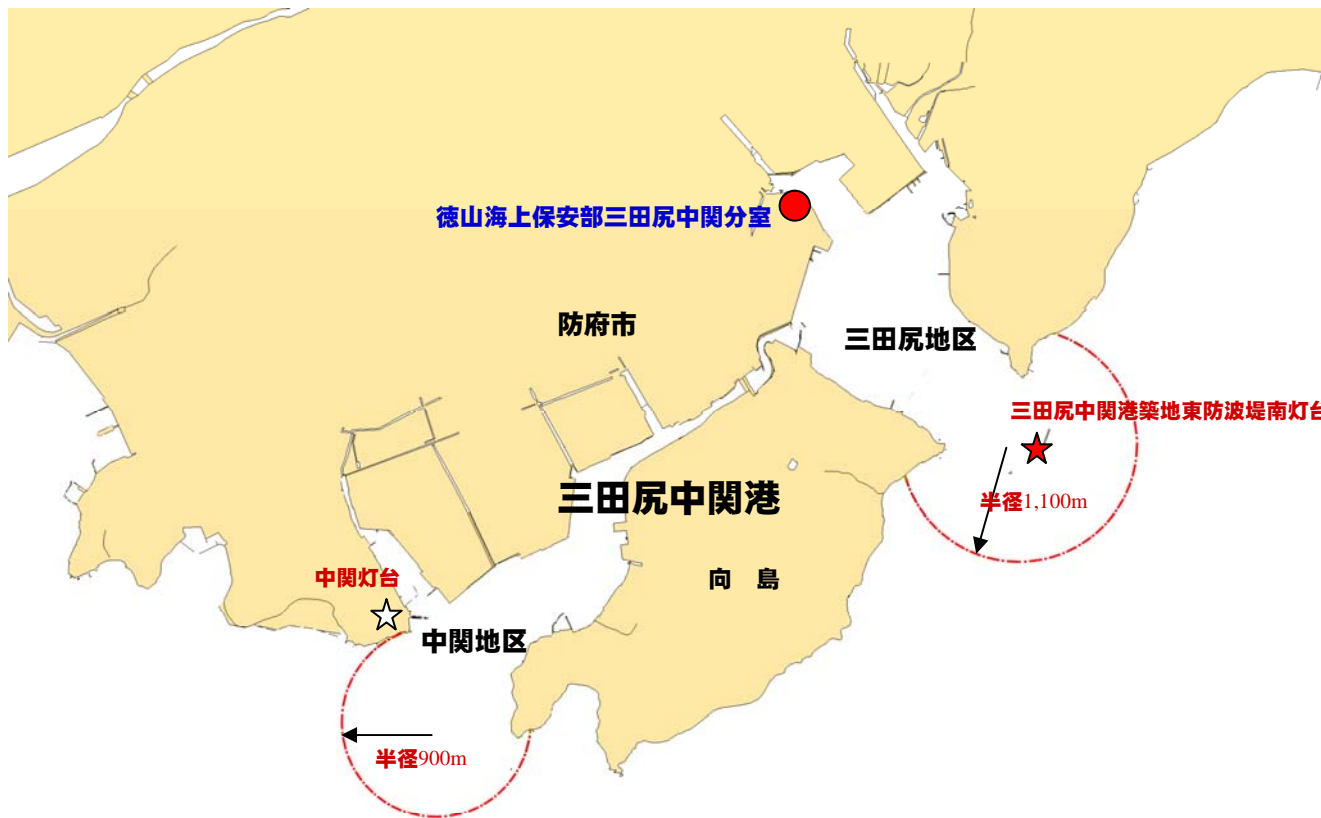 徳山海上保安部三田尻中関分室
防府市
三田尻地区
三田尻中関港築地東防波堤南灯台
三田尻中関港
半径1,100m
中関灯台
向 島
中関地区
半径900m